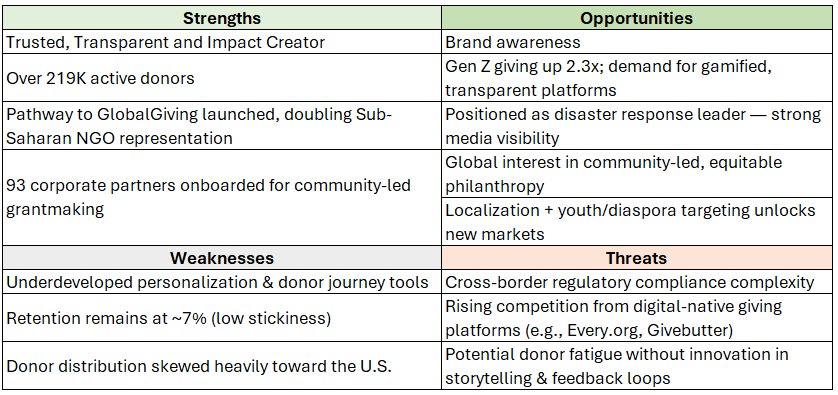 Strengths
Opportunities
Trusted, Transparent and Impact Creator
Brand awareness
Over 219K active donors
Gen Z giving up 2.3x; demand for gamified,
transparent platforms
Pathway to GlobalGiving launched, doubling Sub-
Saharan NGO representation
Positioned as disaster response leader — strong
media visibility
93 corporate partners onboarded for community-led
grantmaking
Global interest in community-led, equitable
philanthropy
Localization + youth/diaspora targeting unlocks
new markets
Weaknesses
Threats
Underdeveloped personalization & donor journey tools
Cross-border regulatory compliance complexity
Retention remains at ~7% (low stickiness)
Rising competition from digital-native giving
platforms (e.g., Every.org, Givebutter)
Donor distribution skewed heavily toward the U.S.
Potential donor fatigue without innovation in
storytelling & feedback loops